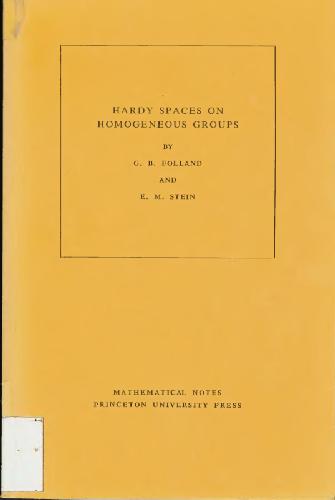 HARDY SPACES ON
HOMOGENEOUS GROUPS
BY
G. B. FOLLAND
AND
E. M. STEIN
MATHEMATICAL NOTES
PRINCETON UNIVERSITY PRESS